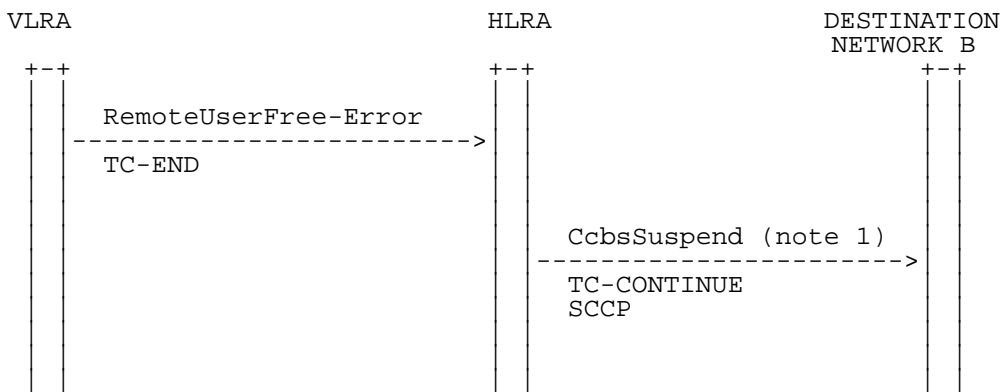 VLRA HLRA DESTINATION
NETWORK B
RemoteUserFree-Error
TC-END
CcbsSuspend (note 1)
TC-CONTINUE
SCCP